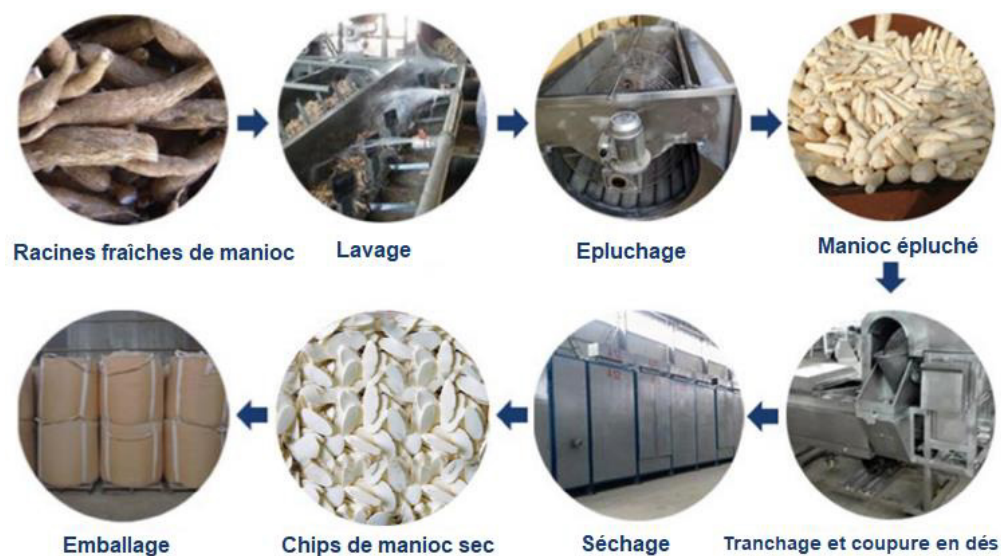 Racines fraîches de manioc
Lavage
Epluchage
Manioc épluché
Tranchage et coupure en dés
Séchage
Chips de manioc sec
Emballage